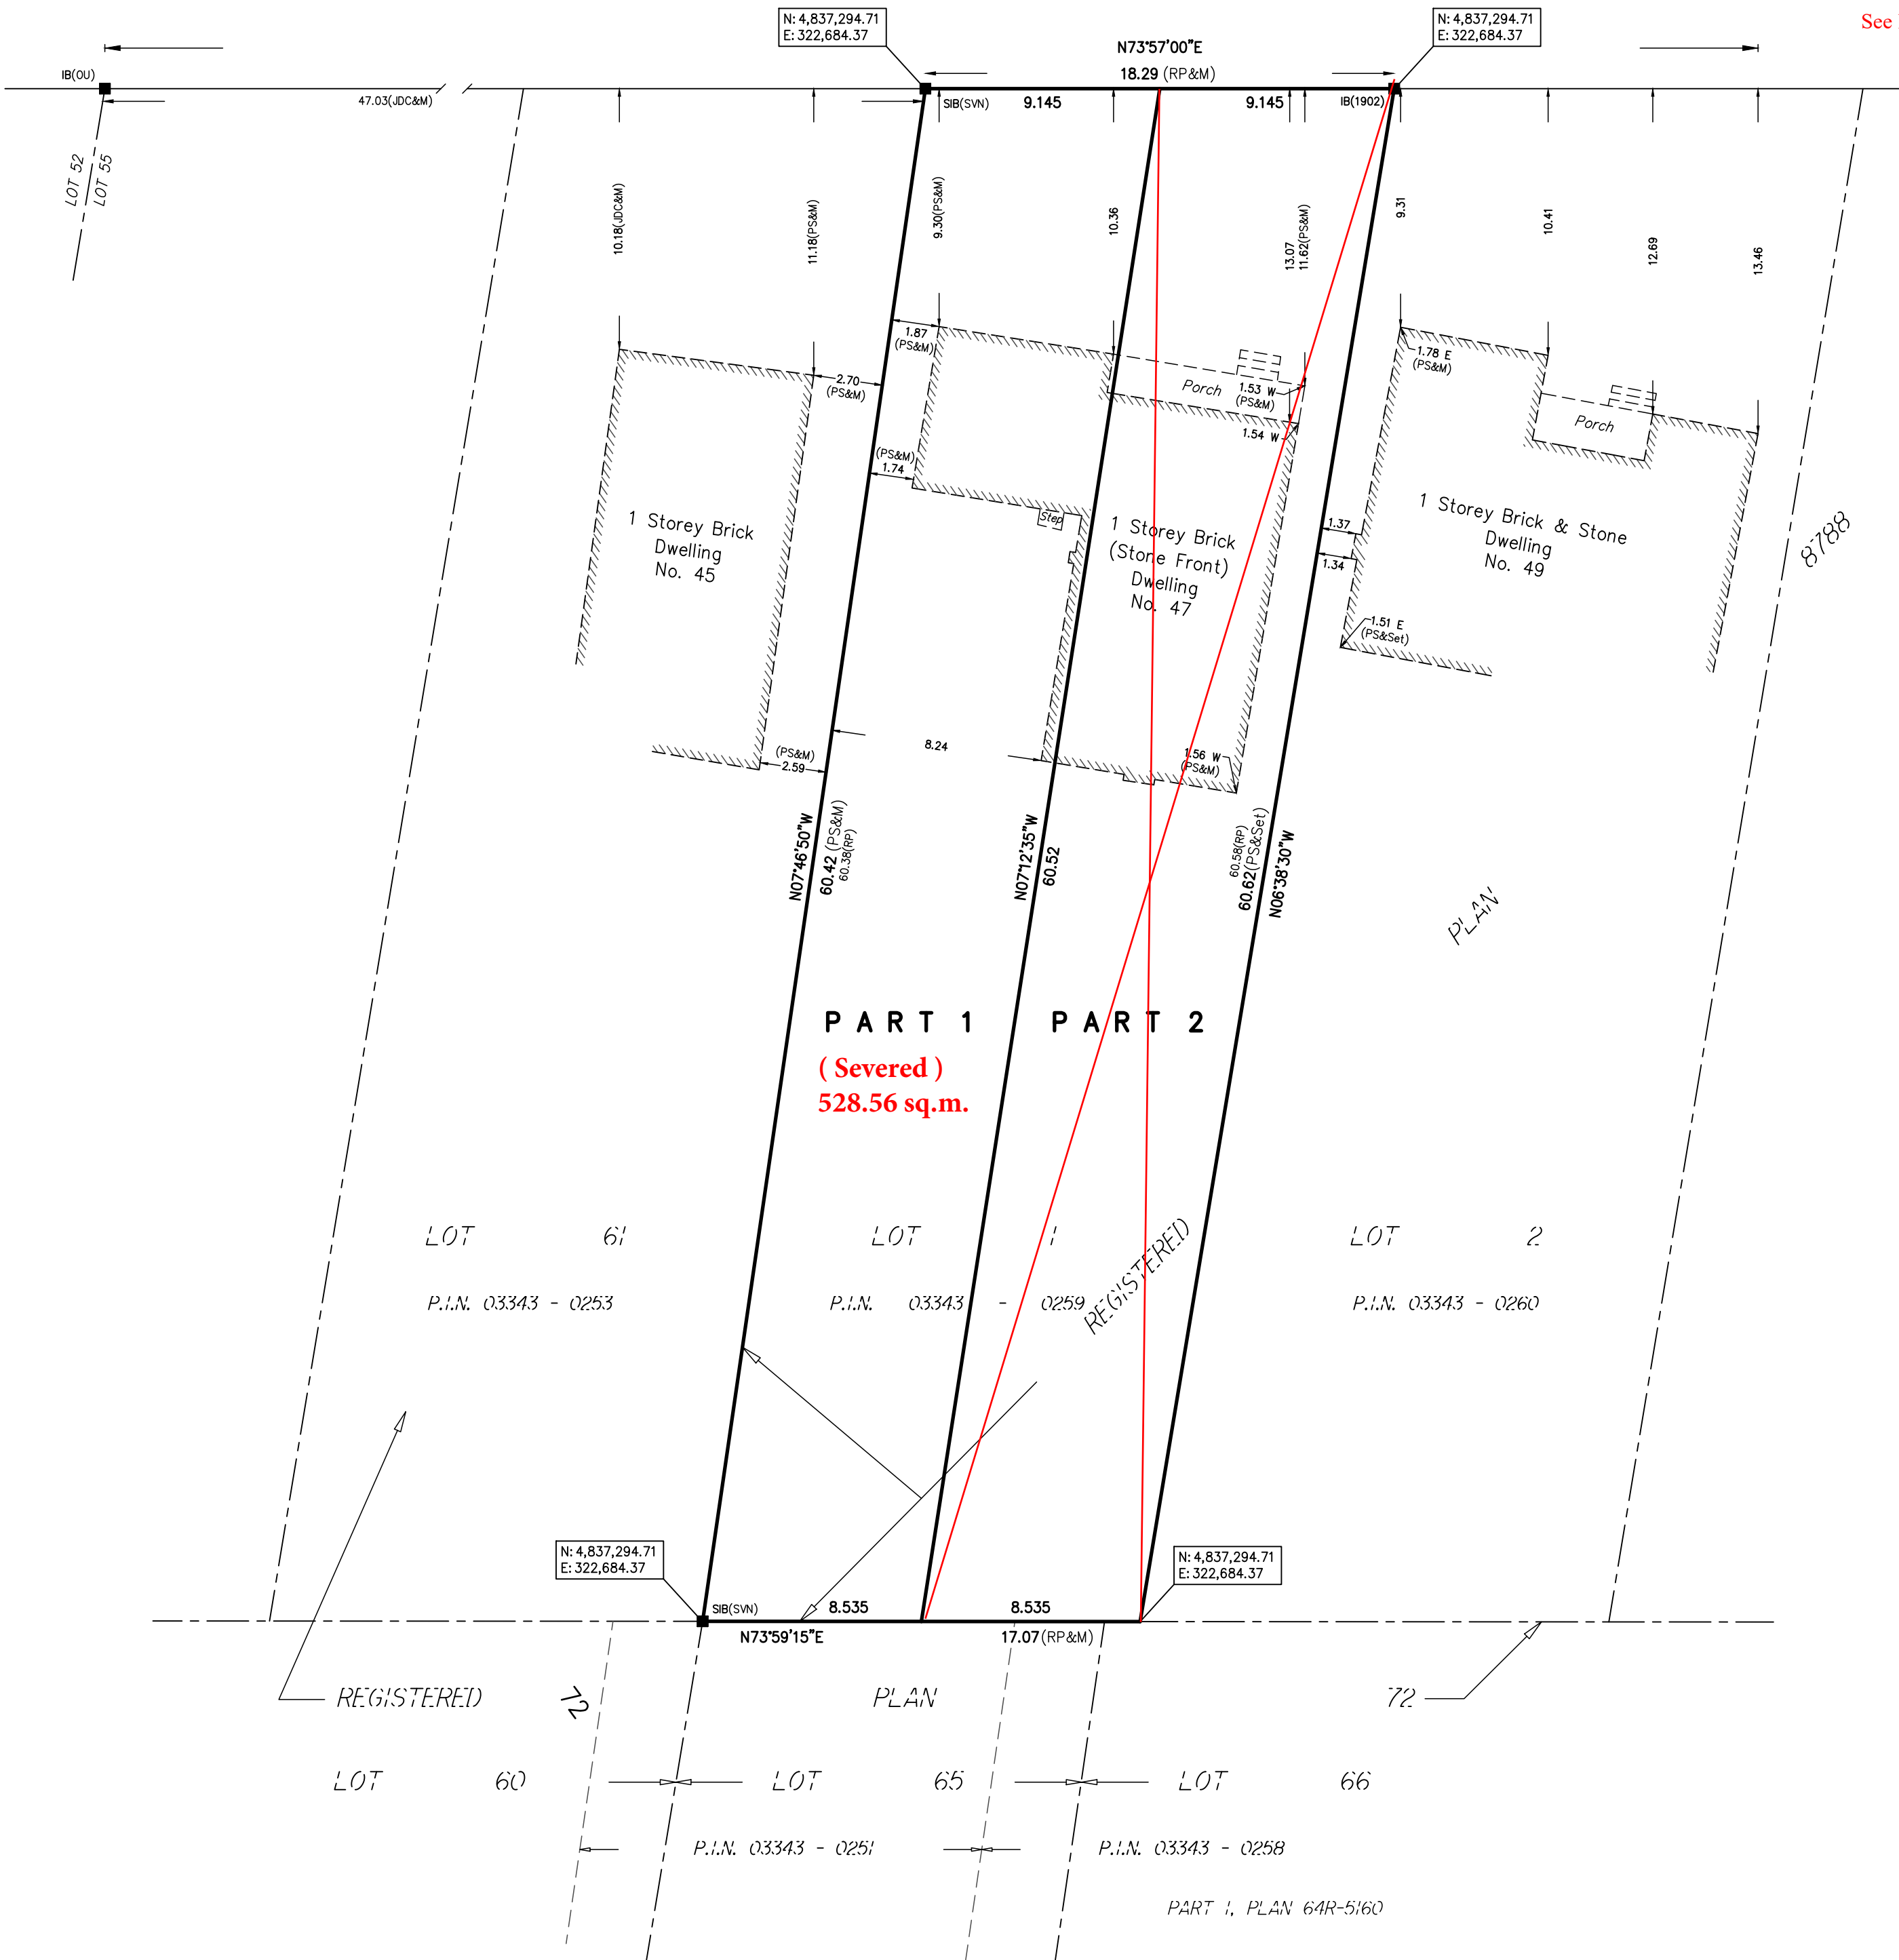 N: 4,837,294.71
E: 322,684.37
N73°57'00"E
18.29 (RP&M)
N: 4,837,294.71
E: 322,684.37
See
IB(OU)
47.03(JDC&M)
SIB(SVN)
9.145
9.145
IB(1902)
LOT 52
LOT 55
10.18(JDC&M)
11.18(PS&M)
9.30(PS&M)
10.36
13.07
11.62(PS&M)
9.31
10.41
12.69
13.46
1.87
(PS&M)
2.70
(PS&M)
Porch
1.53 W
(PS&M)
1.54 W
1.78 E
(PS&M)
Porch
(PS&M)
1.74
Step
1 Storey Brick
Dwelling
No. 45
1 Storey Brick
(Stone Front)
Dwelling
No. 47
1.37
1.34
1 Storey Brick & Stone
Dwelling
No. 49
8788
1.51 E
(PS&Set)
8.24
(PS&M)
2.59
1.56 W
(PS&M)
N07°46'50"W
60.42 (PS&M)
60.38(RP)
N07°12'35"W
60.52
60.58(RP)
60.62(PS&Set)
N06°38'30"W
PLAN
PART 1
PART 2
( Severed )
528.56 sq.m.
LOT 61
LOT 1
LOT 2
REGISTERED
P.I.N. 03343 - 0253
P.I.N. 03343 - 0259
P.I.N. 03343 - 0260
N: 4,837,294.71
E: 322,684.37
N: 4,837,294.71
E: 322,684.37
SIB(SVN)
8.535
8.535
N73°59'15"E
17.07(RP&M)
REGISTERED
72
PLAN
72
LOT 60
LOT 65
LOT 66
P.I.N. 03343 - 0251
P.I.N. 03343 - 0258
PART 1, PLAN 64R-5160